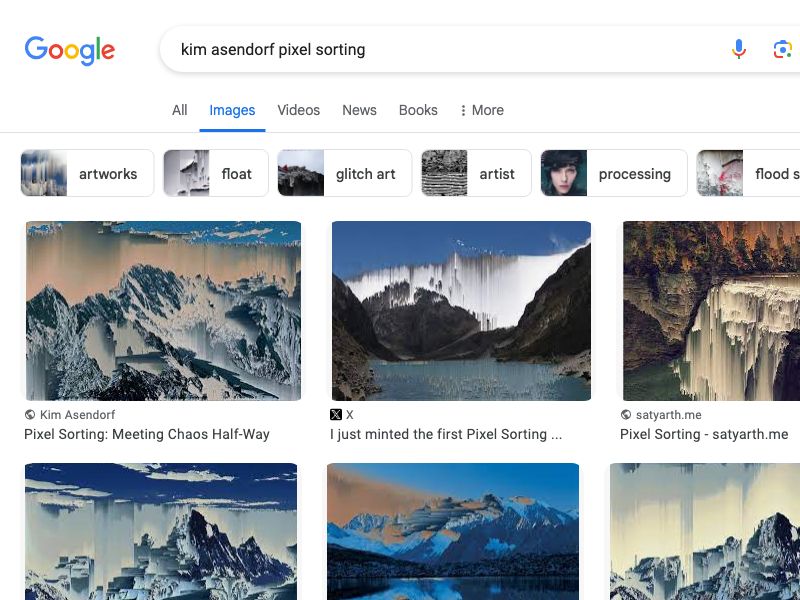 Google
kim asendorf pixel sorting
All Images Videos News Books More
artworks float glitch art artist processing flood s
Kim Asendorf
Pixel Sorting: Meeting Chaos Half-Way
X
I just minted the first Pixel Sorting ...
satyarth.me
Pixel Sorting - satyarth.me